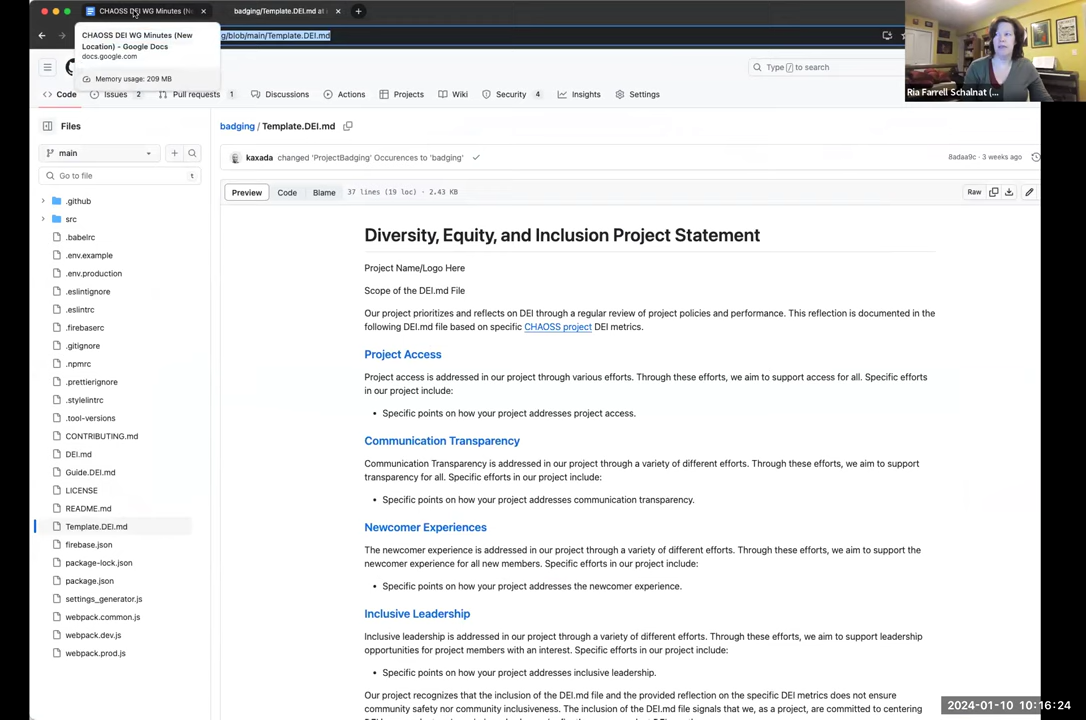 CHAOSS DEI WG Minutes (Ne
badging/Template.DEI.md at
CHAOSS DEI WG Minutes (New
Location) - Google Docs
docs.google.com
Memory usage: 209 MB
g/blob/main/Template.DEI.md
Type / to search
Code
Issues 2
Pull requests 1
Discussions
Actions
Projects
Wiki
Security 4
Insights
Settings
Ria Farrell Schalnat (...
Files
main
Go to file
t
.github
src
.babelrc
.env.example
.env.production
.eslintignore
.eslintrc
.firebaserc
.gitignore
.npmrc
.prettierignore
.stylelintrc
.tool-versions
CONTRIBUTING.md
DEI.md
Guide.DEI.md
LICENSE
README.md
Template.DEI.md
firebase.json
package-lock.json
package.json
settings_generator.js
webpack.common.js
webpack.dev.js
webpack.prod.js
badging / Template.DEI.md
kaxada changed 'ProjectBadging' Occurences to 'badging'
8adaa9c · 3 weeks ago
Preview
Code
Blame
37 lines (19 loc) · 2.43 KB
Raw
Diversity, Equity, and Inclusion Project Statement
Project Name/Logo Here
Scope of the DEI.md File
Our project prioritizes and reflects on DEI through a regular review of project policies and performance. This reflection is documented in the
following DEI.md file based on specific CHAOSS project DEI metrics.
Project Access
Project access is addressed in our project through various efforts. Through these efforts, we aim to support access for all. Specific efforts
in our project include:
• Specific points on how your project addresses project access.
Communication Transparency
Communication Transparency is addressed in our project through a variety of different efforts. Through these efforts, we aim to support
transparency for all. Specific efforts in our project include:
• Specific points on how your project addresses communication transparency.
Newcomer Experiences
The newcomer experience is addressed in our project through a variety of different efforts. Through these efforts, we aim to support the
newcomer experience for all new members. Specific efforts in our project include:
• Specific points on how your project addresses the newcomer experience.
Inclusive Leadership
Inclusive leadership is addressed in our project through a variety of different efforts. Through these efforts, we aim to support leadership
opportunities for project members with an interest. Specific efforts in our project include:
• Specific points on how your project addresses inclusive leadership.
Our project recognizes that the inclusion of the DEI.md file and the provided reflection on the specific DEI metrics does not ensure
community safety nor community inclusiveness. The inclusion of the DEI.md file signals that we, as a project, are committed to centering
2024-01-10 10:16:24